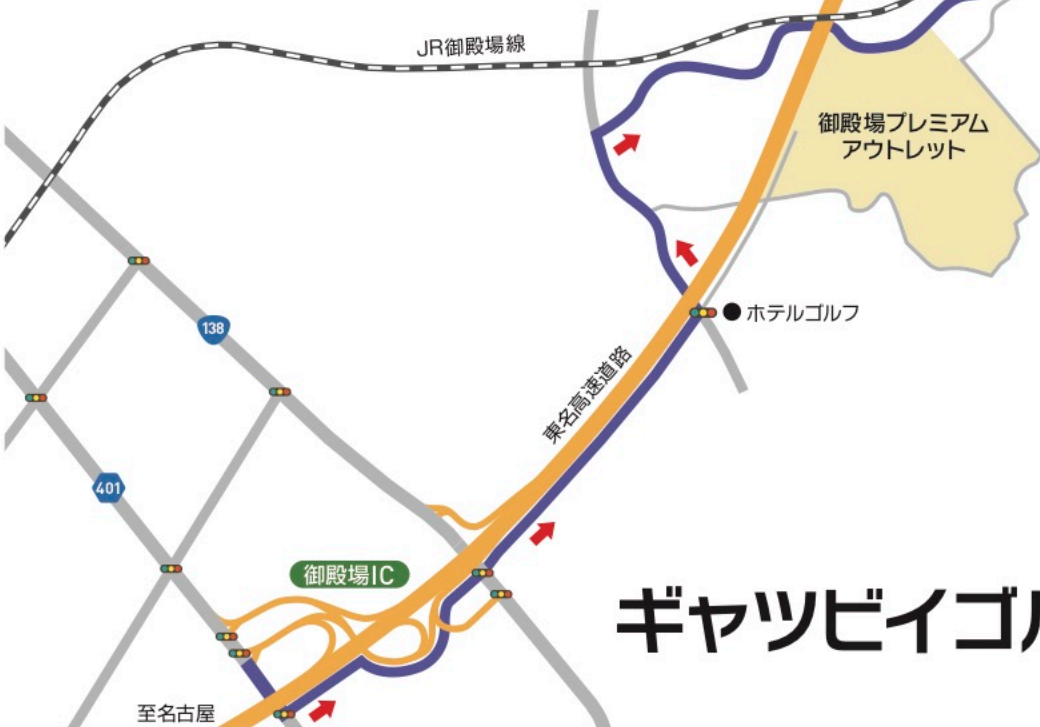 JR御殿場線
御殿場プレミアム
アウトレット
138
ホテルゴルフ
東名高速道路
401
御殿場IC
ギャツビイゴ
至名古屋